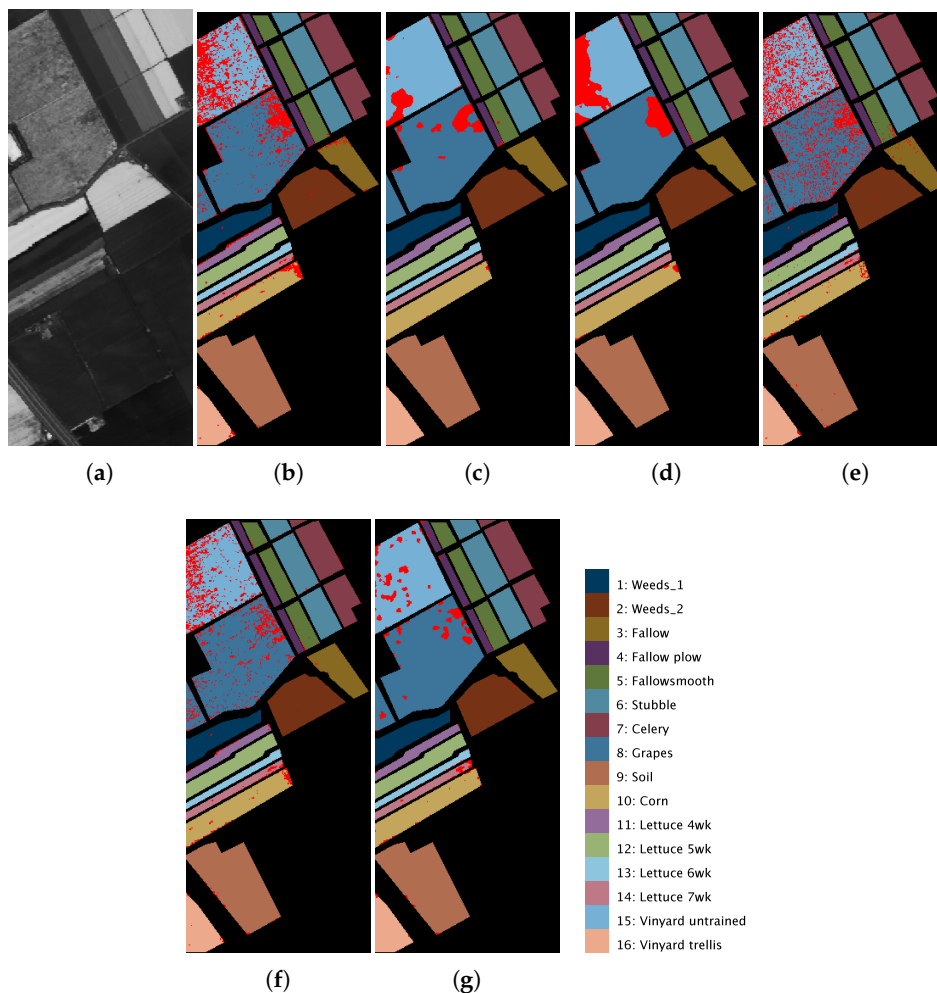 (a) (b) (c) (d) (e)
1: Weeds_1
2: Weeds_2
3: Fallow
4: Fallow plow
5: Fallowsmooth
6: Stubble
7: Celery
8: Grapes
9: Soil
10: Corn
11: Lettuce 4wk
12: Lettuce 5wk
13: Lettuce 6wk
14: Lettuce 7wk
15: Vinyard untrained
16: Vinyard trellis
(f) (g)